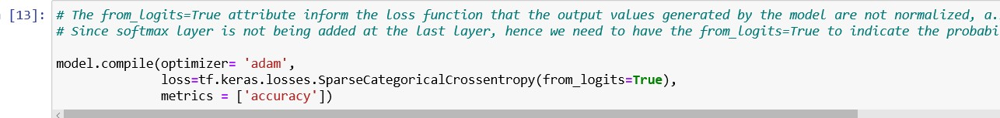 [13]: # The from_logits=True attribute inform the loss function that the output values generated by the model are not normalized, a.
# Since softmax layer is not being added at the last layer, hence we need to have the from_logits=True to indicate the probabi
model.compile(optimizer= 'adam',
loss=tf.keras.losses.SparseCategoricalCrossentropy(from_logits=True),
metrics = ['accuracy'])